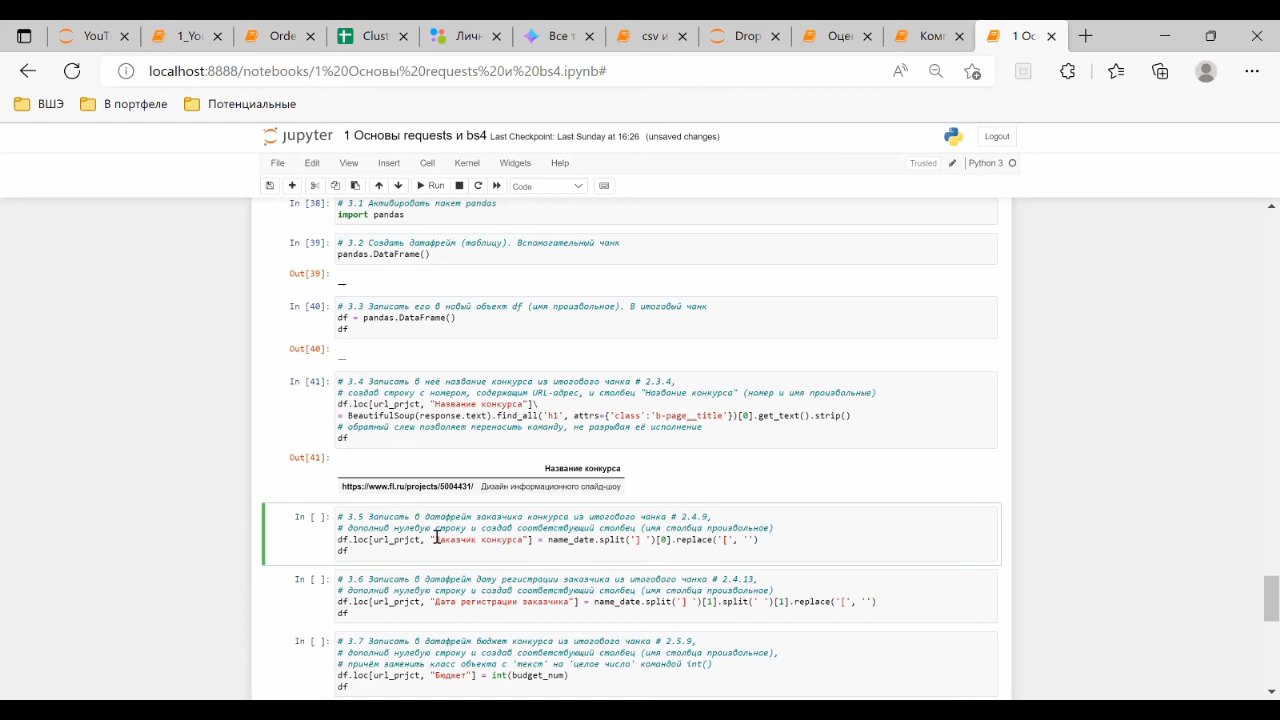 YouT
1_You
Orde
Clust
Личн
Все т
csv и
Drop
Оцен
Комп
1 Ос
localhost:8888/notebooks/1%20Основы%20requests%20и%20bs4.ipynb#
ВШЭ
В портфеле
Потенциальные
jupyter 1 Основы requests и bs4 Last Checkpoint: Last Sunday at 16:26 (unsaved changes)
Logout
File Edit View Insert Cell Kernel Widgets Help
Trusted
Python 3
Run
Code
In [38]: # 3.1 Активировать пакет pandas
import pandas
In [39]: # 3.2 Создать датафрейм (таблицу). Вспомогательный чанк
pandas.DataFrame()
Out[39]:
In [40]: # 3.3 Записать его в новый объект df (имя произвольное). В итоговый чанк
df = pandas.DataFrame()
df
Out[40]:
In [41]: # 3.4 Записать в неё название конкурса из итогового чанка # 2.3.4,
# создав строку с номером, содержащим URL-адрес, и столбец "Название конкурса" (номер и имя произвольные)
df.loc[url_prjct, "Название конкурса"]\
= BeautifulSoup(response.text).find_all('h1', attrs={'class':'b-page__title'})[0].get_text().strip()
# обратный слеш позволяет переносить команду, не разрывая её исполнение
df
Out[41]:
Название конкурса
https://www.fl.ru/projects/5004431/ Дизайн информационного слайд-шоу
In [ ]: # 3.5 Записать в датафрейм заказчика конкурса из итогового чанка # 2.4.9,
# дополнив нулевую строку и создав соответствующий столбец (имя столбца произвольное)
df.loc[url_prjct, "Заказчик конкурса"] = name_date.split('] ')[0].replace('[', '')
df
In [ ]: # 3.6 Записать в датафрейм дату регистрации заказчика из итогового чанка # 2.4.13,
# дополнив нулевую строку и создав соответствующий столбец (имя столбца произвольное)
df.loc[url_prjct, "Дата регистрации заказчика"] = name_date.split('] ')[1].split(' ')[1].replace('[', '')
df
In [ ]: # 3.7 Записать в датафрейм бюджет конкурса из итогового чанка # 2.5.9,
# дополнив нулевую строку и создав соответствующий столбец (имя столбца произвольное),
# причём заменить класс объекта с 'текст' на 'целое число' командой int()
df.loc[url_prjct, "Бюджет"] = int(budget_num)
df